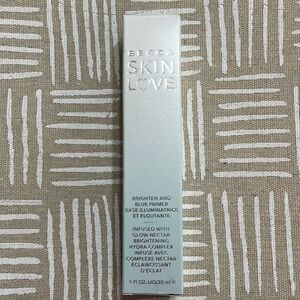 BECCA
SKIN
LOVE
BRIGHTEN AND
BLUR PRIMER
BASE ILLUMINATRICE
ET FLOUTANTE
INFUSED WITH
GLOW NECTAR
BRIGHTENING
HYDRA COMPLEX
INFUSÉ AVEC
COMPLEXE NECTAR
ÉCLAIRCISSANT
D'ÉCLAT
1 FL.OZ. LIQ/30 ml ℮